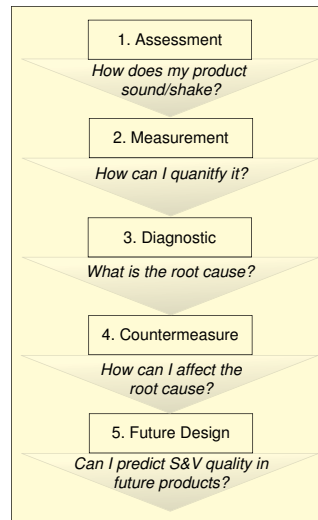 1. Assessment
How does my product
sound/shake?
2. Measurement
How can I quanitfy it?
3. Diagnostic
What is the root cause?
4. Countermeasure
How can I affect the
root cause?
5. Future Design
Can I predict S&V quality in
future products?